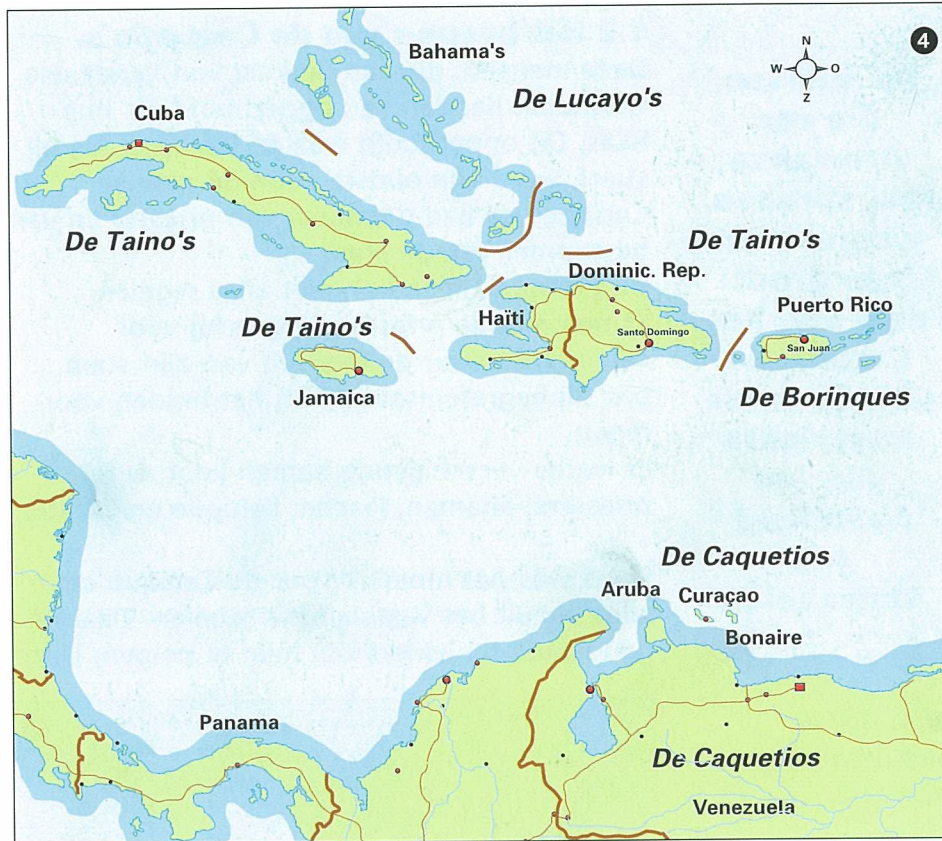 4
Bahama's
N
W O
Z
De Lucayo's
Cuba
De Taino's
De Taino's
Dominic. Rep.
Haïti
Puerto Rico
Santo Domingo
San Juan
De Taino's
Jamaica
De Borinques
De Caquetios
Aruba
Curaçao
Bonaire
Panama
De Caquetios
Venezuela